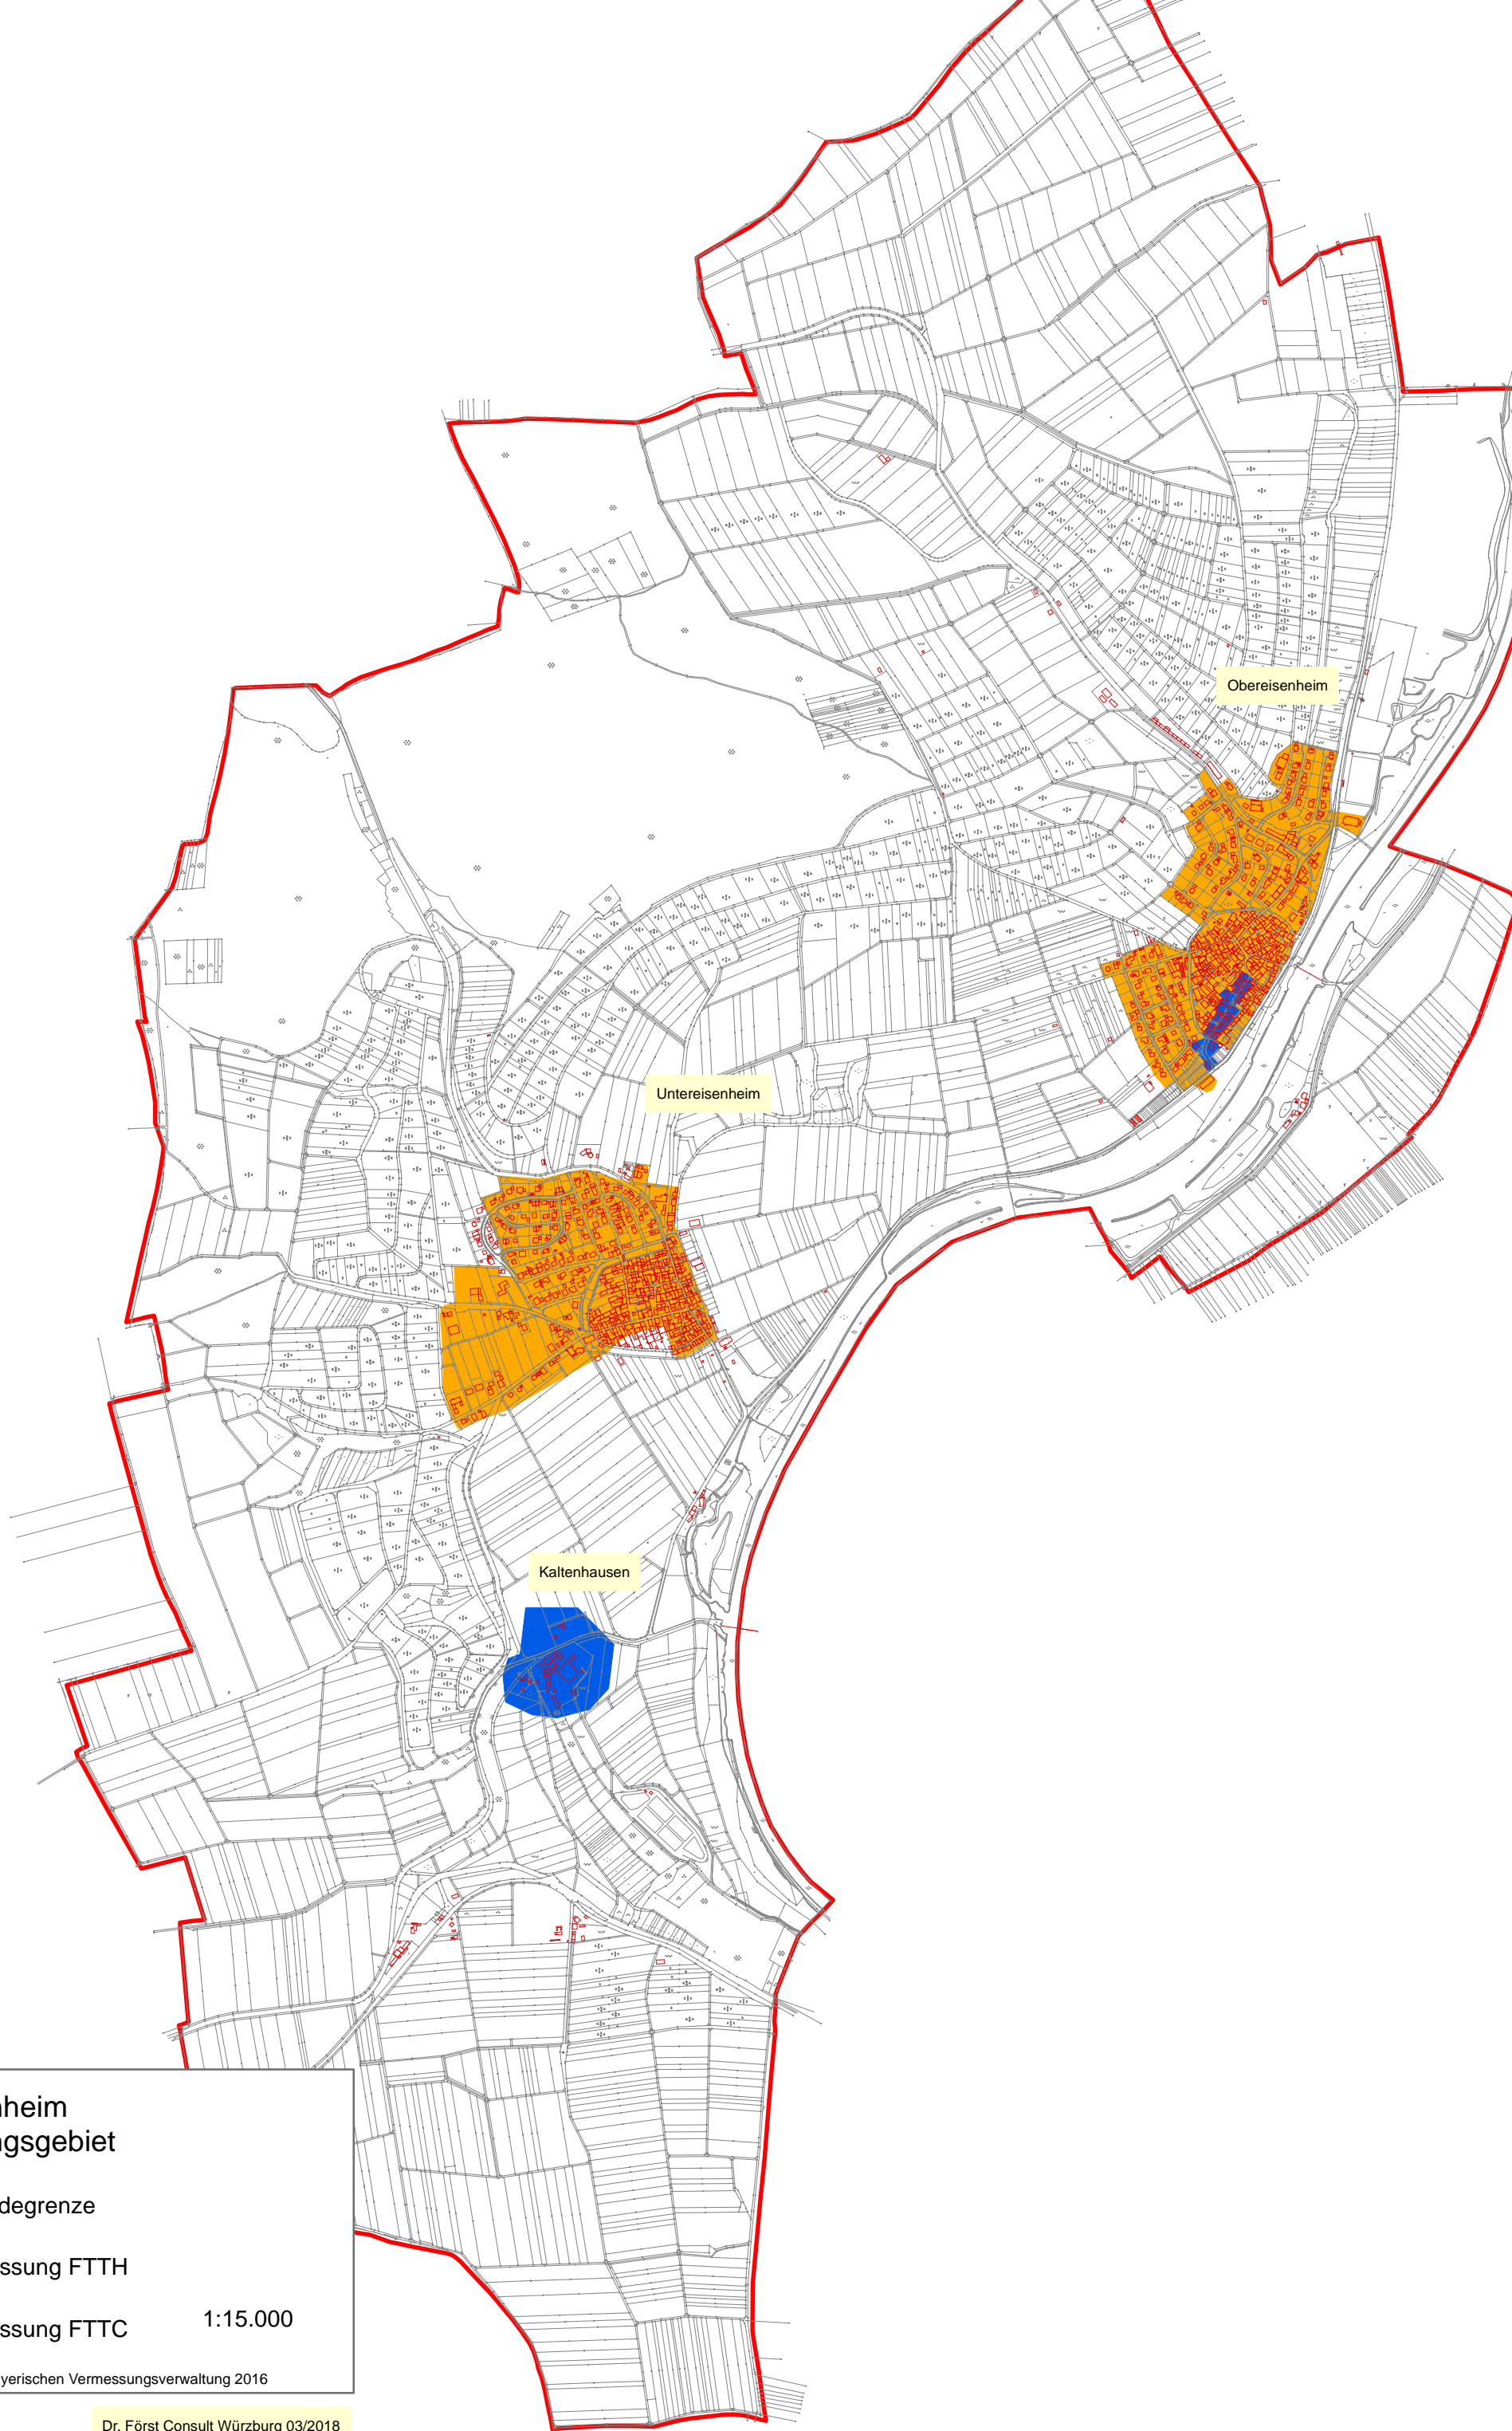 Obereisenheim
Untereisenheim
Kaltenhausen
nheim
ngsgebiet
degrenze
ssung FTTH
ssung FTTC
1:15.000
yerischen Vermessungsverwaltung 2016
Dr. Först Consult Würzburg 03/2018